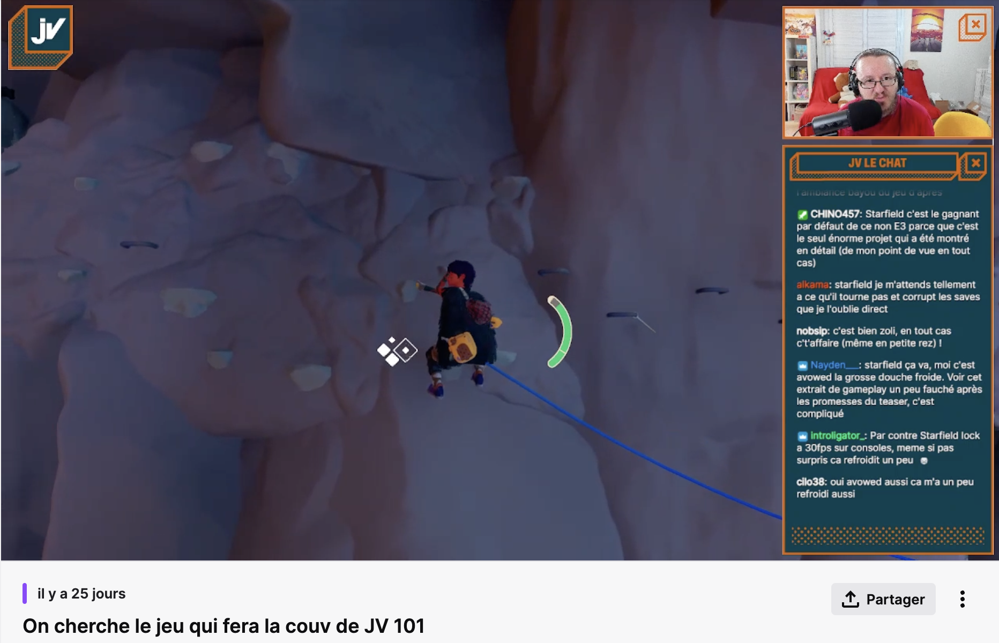 jv
JV LE CHAT
l'ambiance bayou du jeu d'après
CHINO457: Starfield c'est le gagnant
par défaut de ce non E3 parce que c'est
le seul énorme projet qui a été montré
en détail (de mon point de vue en tout
cas)
alkama: starfield je m'attends tellement
a ce qu'il tourne pas et corrupt les saves
que je l'oublie direct
nobsip: c'est bien zoli, en tout cas
c't'affaire (même en petite rez) !
Nayden___: starfield ça va, moi c'est
avowed la grosse douche froide. Voir cet
extrait de gameplay un peu fauché après
les promesses du teaser, c'est
compliqué
introligator_: Par contre Starfield lock
a 30fps sur consoles, meme si pas
surpris ca refroidit un peu
cilo38: oui avowed aussi ca m'a un peu
refroidi aussi
il y a 25 jours
Partager
On cherche le jeu qui fera la couv de JV 101